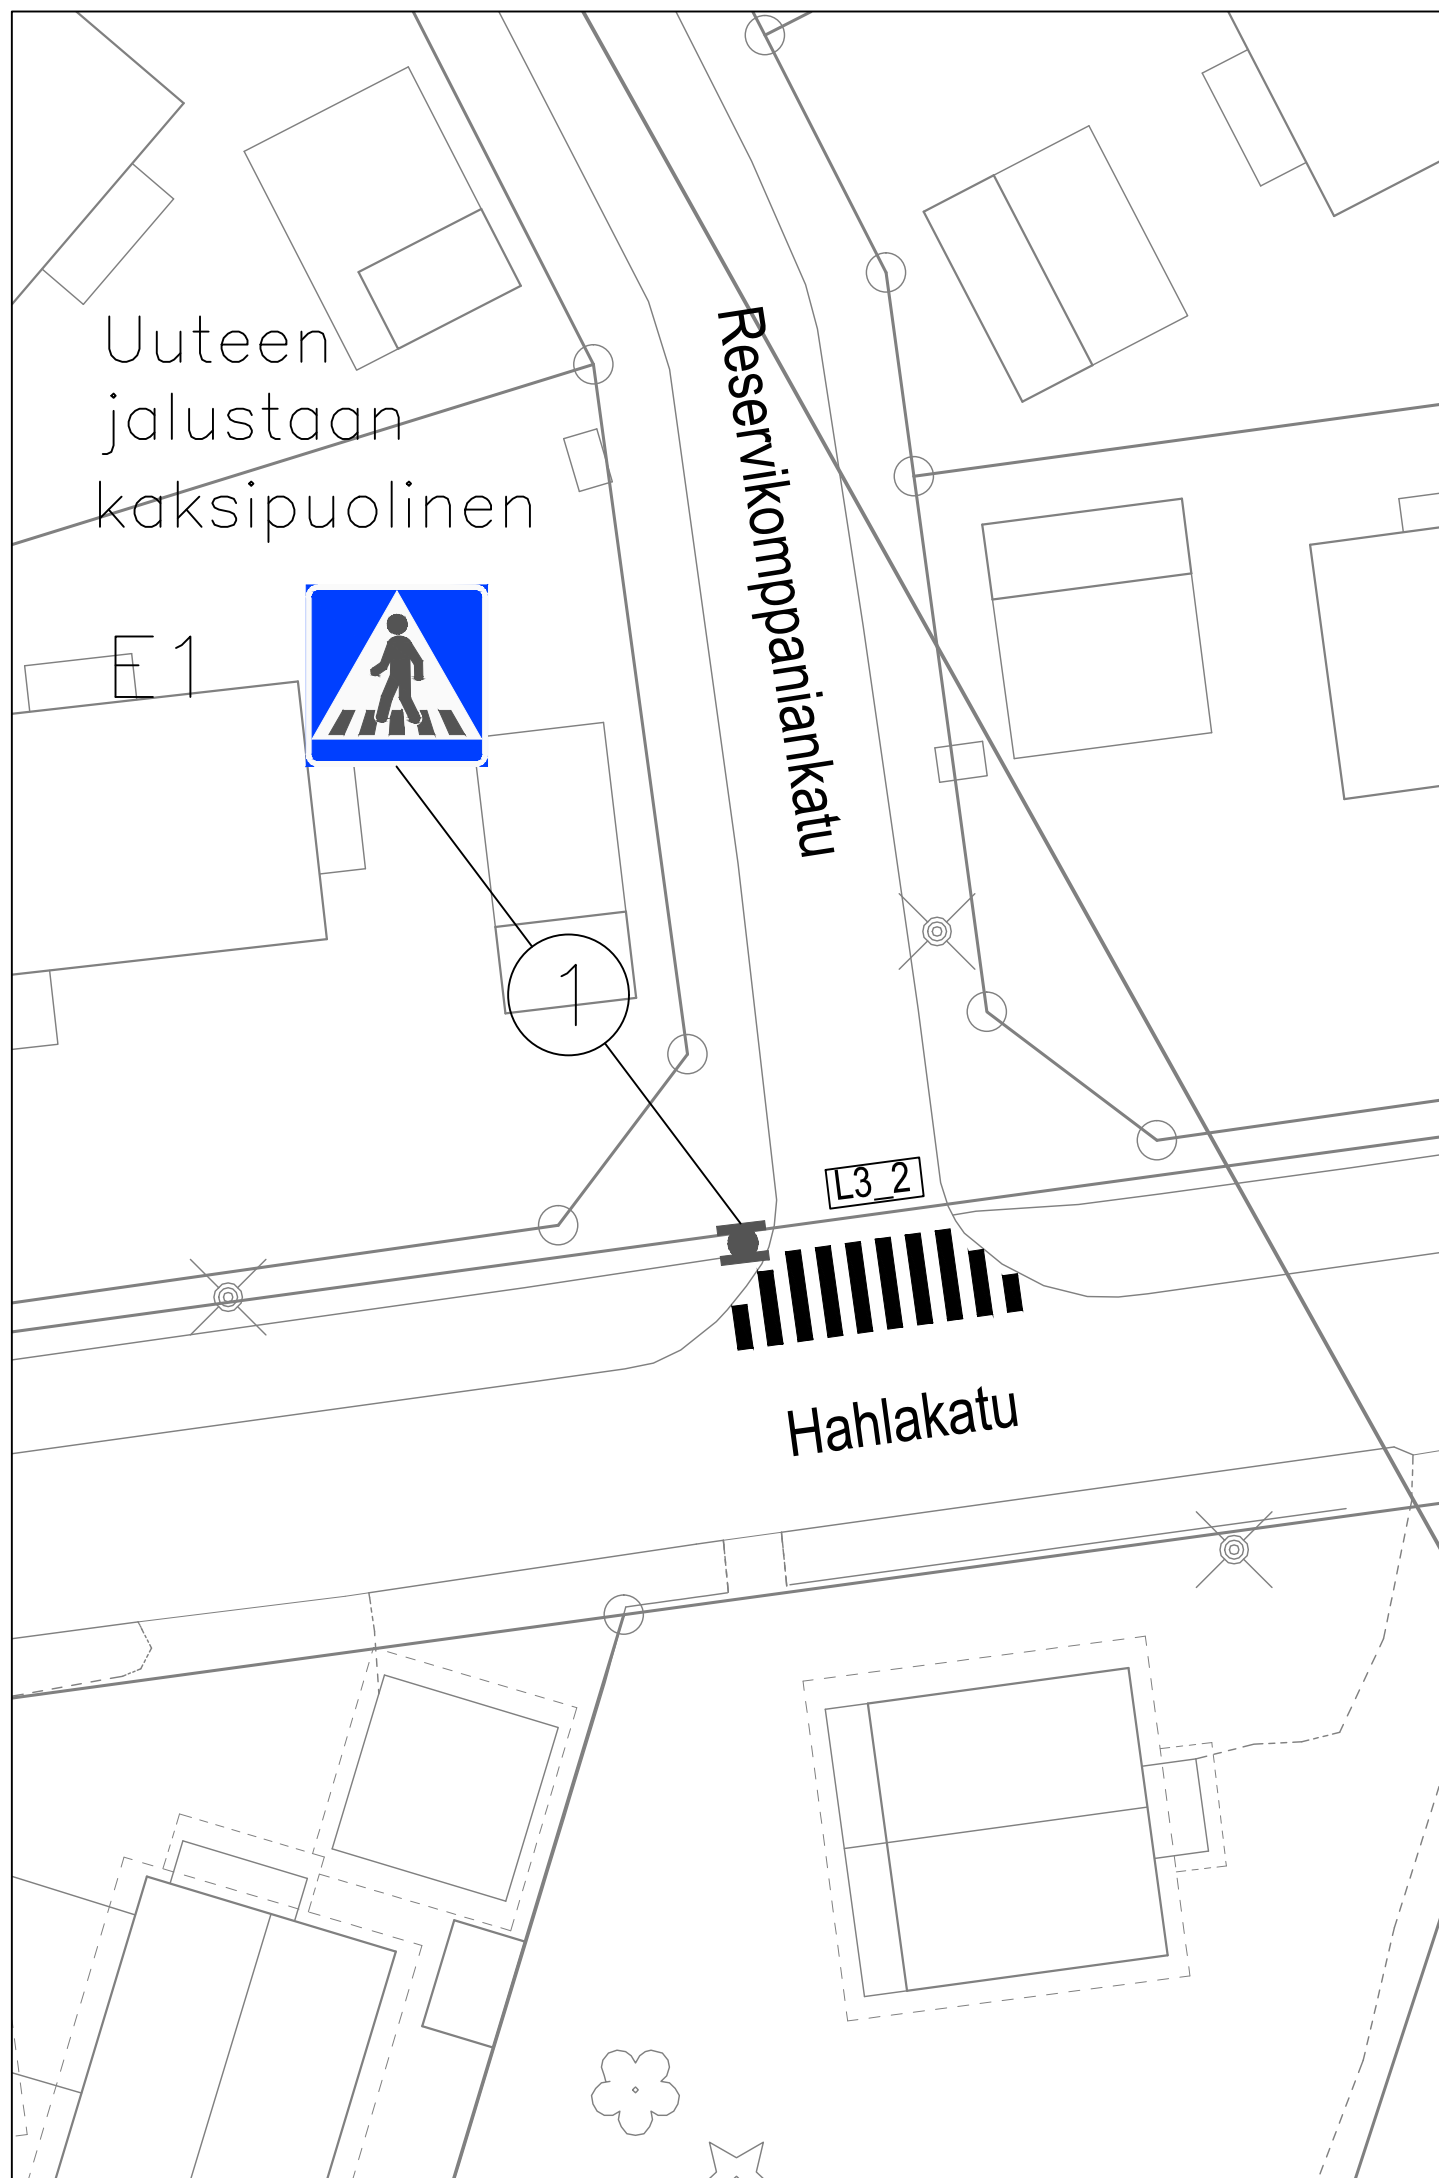 Uuteen
jalustaan
kaksipuolinen
E1
Reservikomppaniankatu
1
L3_2
Hahlakatu